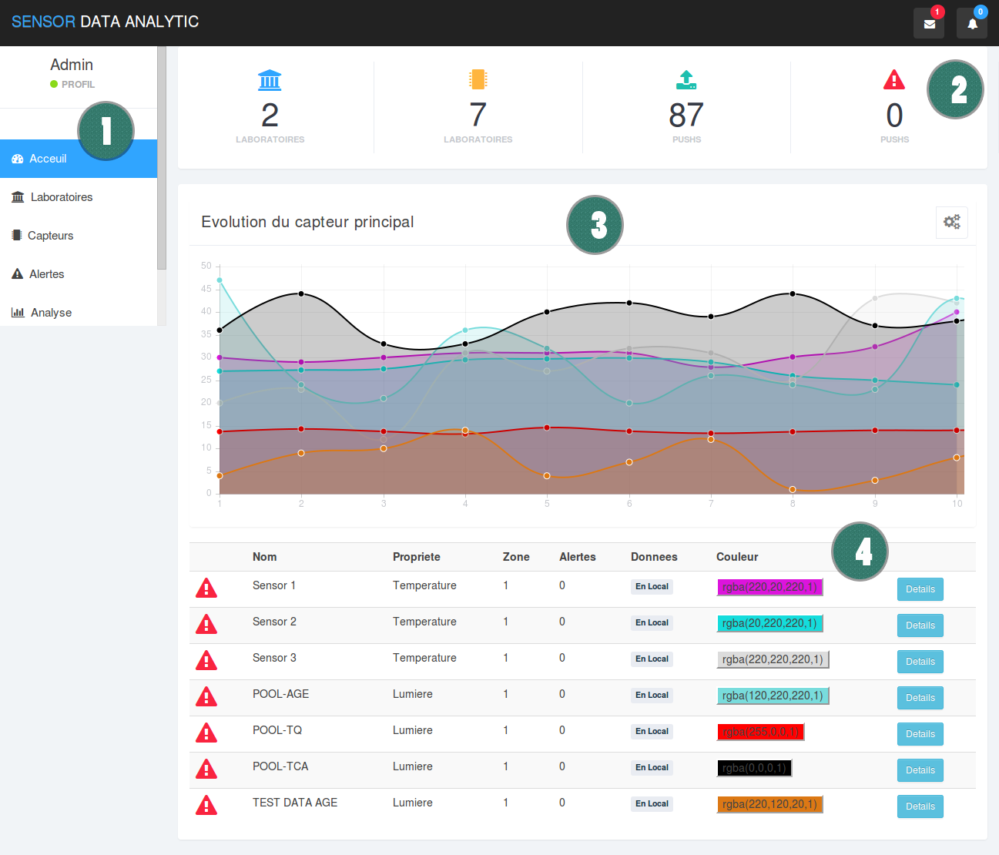 SENSOR DATA ANALYTIC
1
0
Admin
PROFIL
1
Acceuil
Laboratoires
Capteurs
Alertes
Analyse
2
LABORATOIRES
7
LABORATOIRES
87
PUSHS
0
PUSHS
2
Evolution du capteur principal
3
50
45
40
35
30
25
20
15
10
5
0
1 2 3 4 5 6 7 8 9 10
4
Nom Propriete Zone Alertes Donnees Couleur
Sensor 1 Temperature 1 0 En Local rgba(220,20,220,1) Details
Sensor 2 Temperature 1 0 En Local rgba(20,220,220,1) Details
Sensor 3 Temperature 1 0 En Local rgba(220,220,220,1) Details
POOL-AGE Lumiere 1 0 En Local rgba(120,220,220,1) Details
POOL-TQ Lumiere 1 0 En Local rgba(255,0,0,1) Details
POOL-TCA Lumiere 1 0 En Local rgba(0,0,0,1) Details
TEST DATA AGE Lumiere 1 0 En Local rgba(220,120,20,1) Details